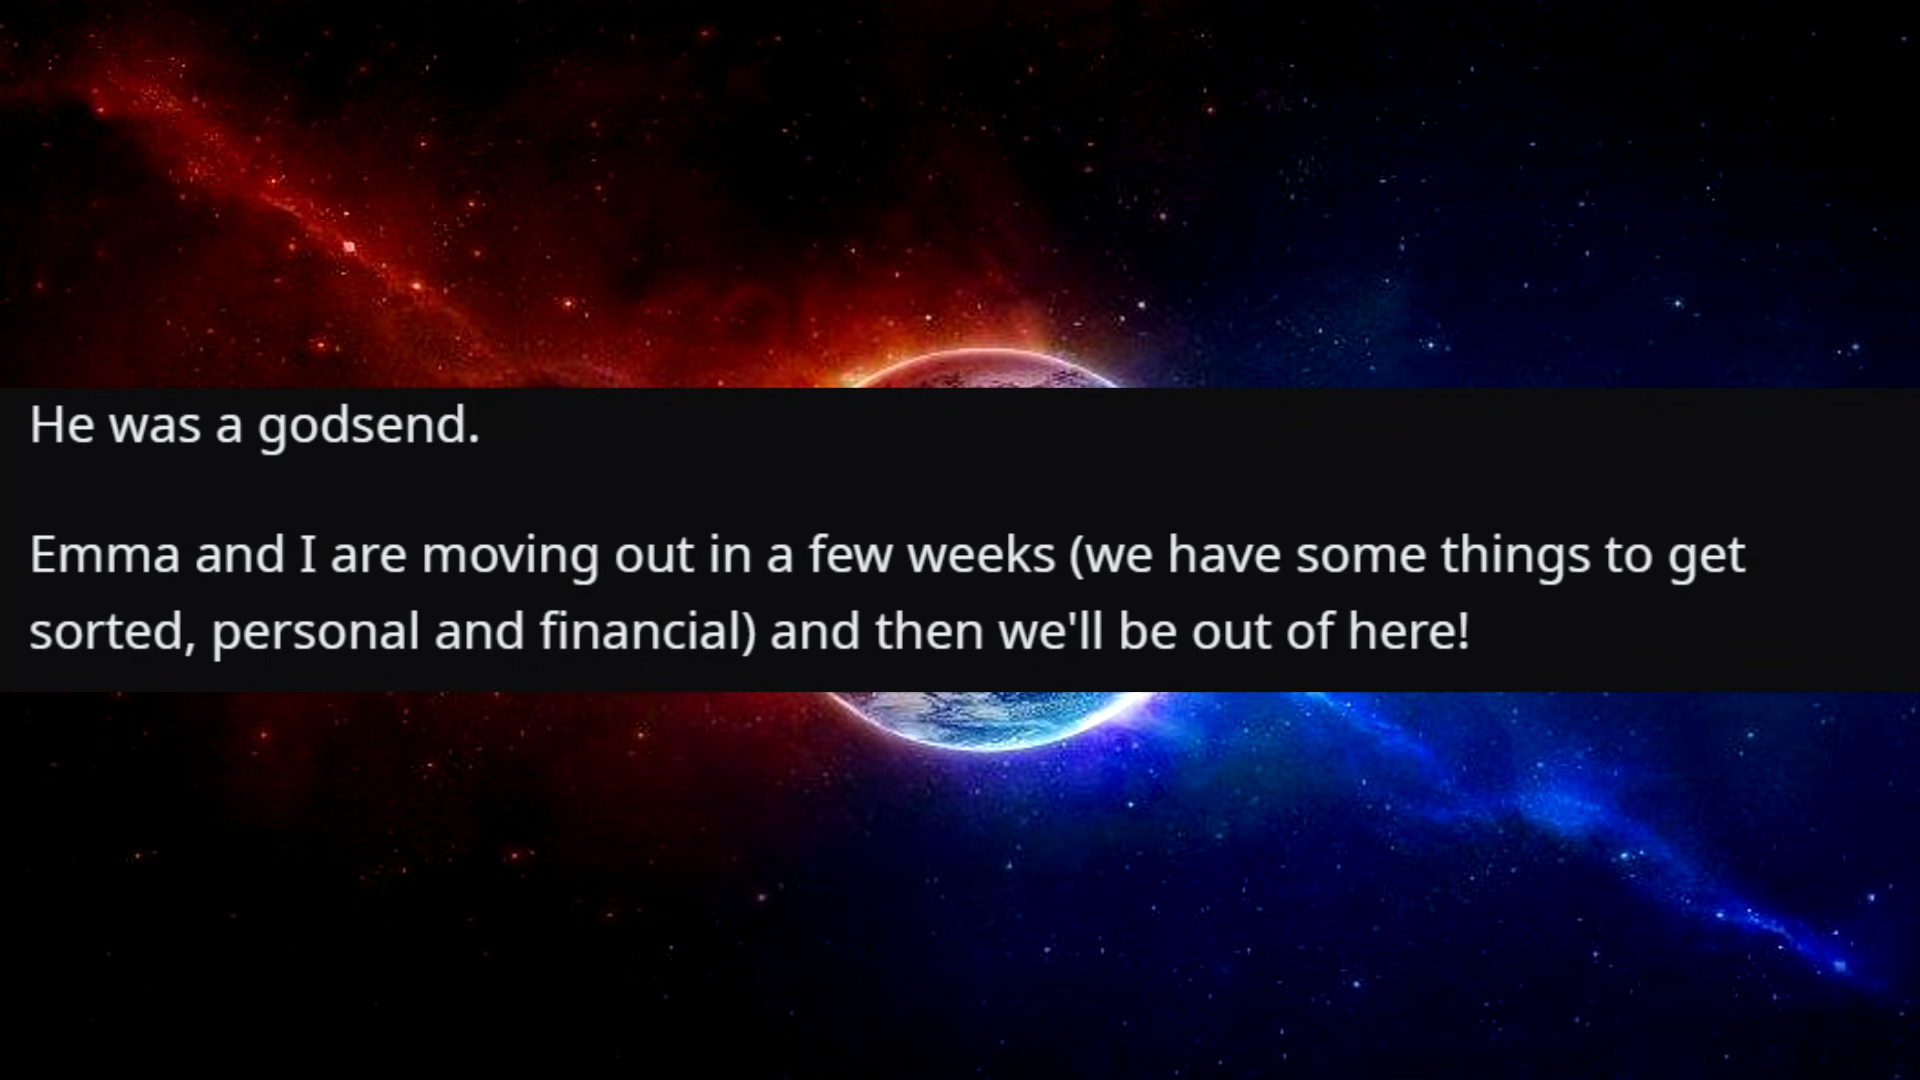 He was a godsend.
Emma and I are moving out in a few weeks (we have some things to get
sorted, personal and financial) and then we'll be out of here!